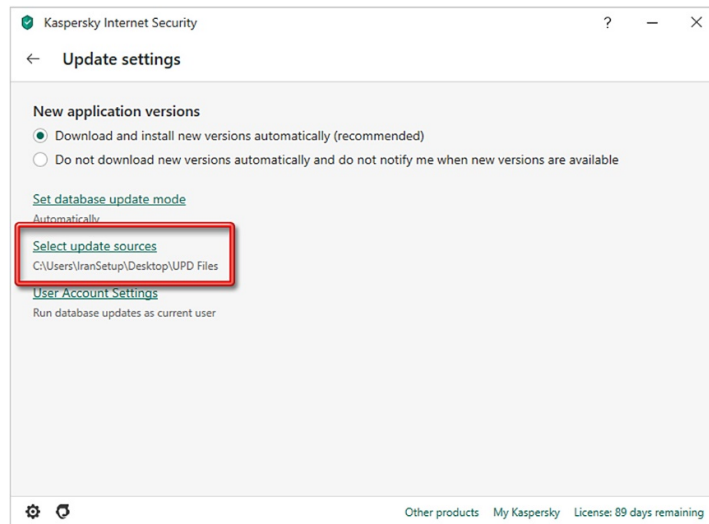 Kaspersky Internet Security
Update settings
New application versions
Download and install new versions automatically (recommended)
Do not download new versions automatically and do not notify me when new versions are available
Set database update mode
Automatically
Select update sources
C:\Users\IranSetup\Desktop\UPD Files
User Account Settings
Run database updates as current user
Other products My Kaspersky License: 89 days remaining